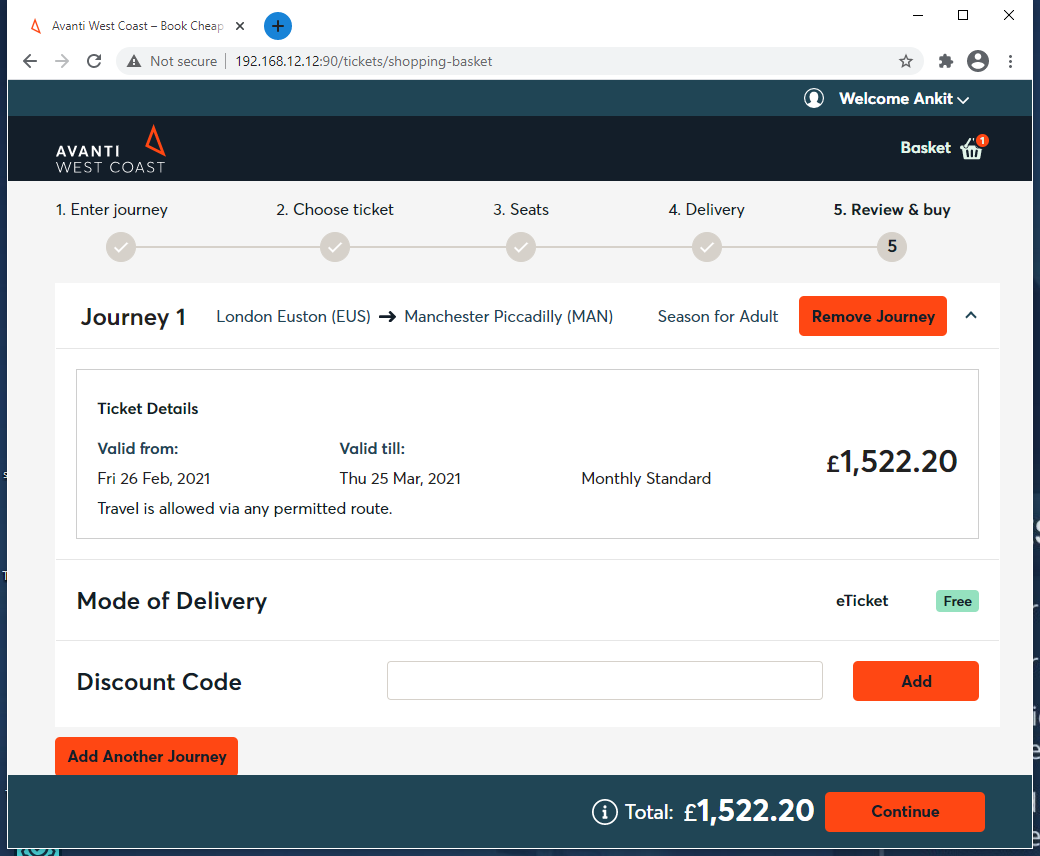 Avanti West Coast – Book Cheap
Not secure 192.168.12.12:90/tickets/shopping-basket
Welcome Ankit
AVANTI
WEST COAST
Basket 1
1. Enter journey 2. Choose ticket 3. Seats 4. Delivery 5. Review & buy
5
Journey 1 London Euston (EUS) → Manchester Piccadilly (MAN) Season for Adult Remove Journey
Ticket Details
Valid from: Valid till:
£1,522.20
Fri 26 Feb, 2021 Thu 25 Mar, 2021 Monthly Standard
Travel is allowed via any permitted route.
Mode of Delivery eTicket Free
Discount Code Add
Add Another Journey
Total: £1,522.20 Continue